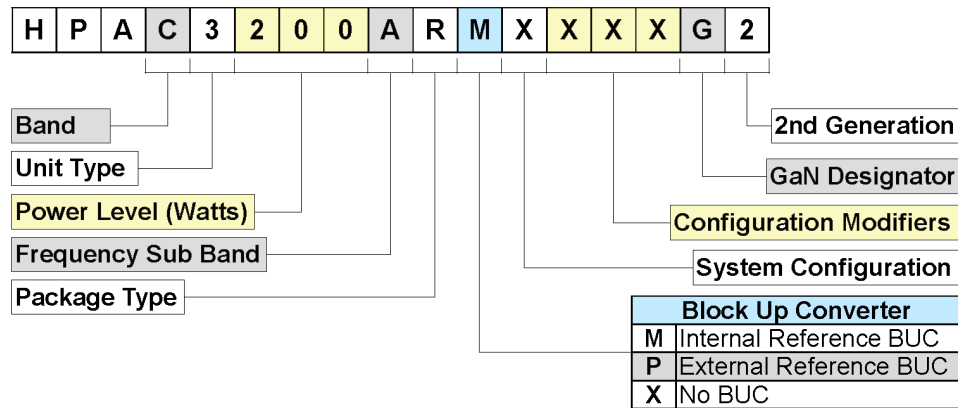 H P A C 3 2 0 0 A R M X X X X G 2
Band
2nd Generation
Unit Type
GaN Designator
Power Level (Watts)
Configuration Modifiers
Frequency Sub Band
System Configuration
Package Type
Block Up Converter
M Internal Reference BUC
P External Reference BUC
X No BUC